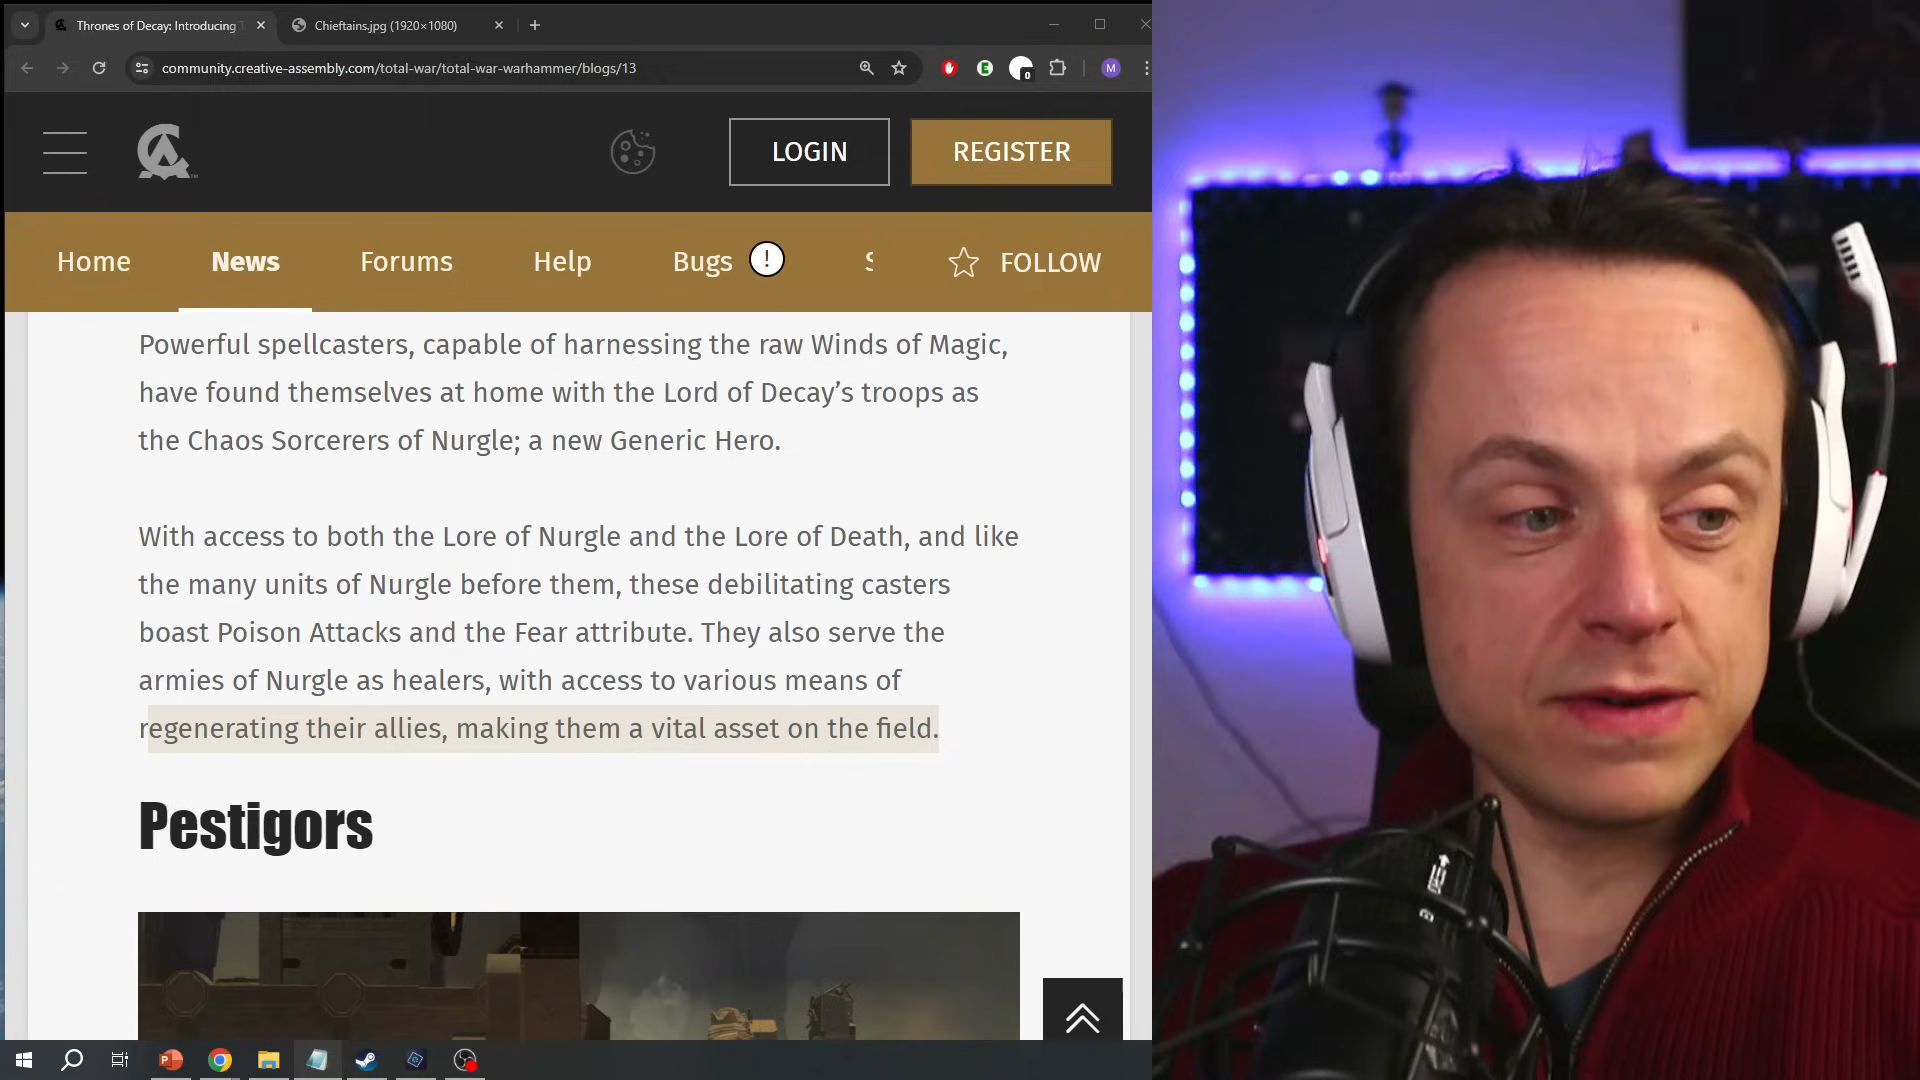 Thrones of Decay: Introducing T
Chieftains.jpg (1920×1080)
community.creative-assembly.com/total-war/total-war-warhammer/blogs/13
M
0
LOGIN
REGISTER
Home
News
Forums
Help
Bugs
!
FOLLOW
Powerful spellcasters, capable of harnessing the raw Winds of Magic,
have found themselves at home with the Lord of Decay’s troops as
the Chaos Sorcerers of Nurgle; a new Generic Hero.
With access to both the Lore of Nurgle and the Lore of Death, and like
the many units of Nurgle before them, these debilitating casters
boast Poison Attacks and the Fear attribute. They also serve the
armies of Nurgle as healers, with access to various means of
regenerating their allies, making them a vital asset on the field.
Pestigors